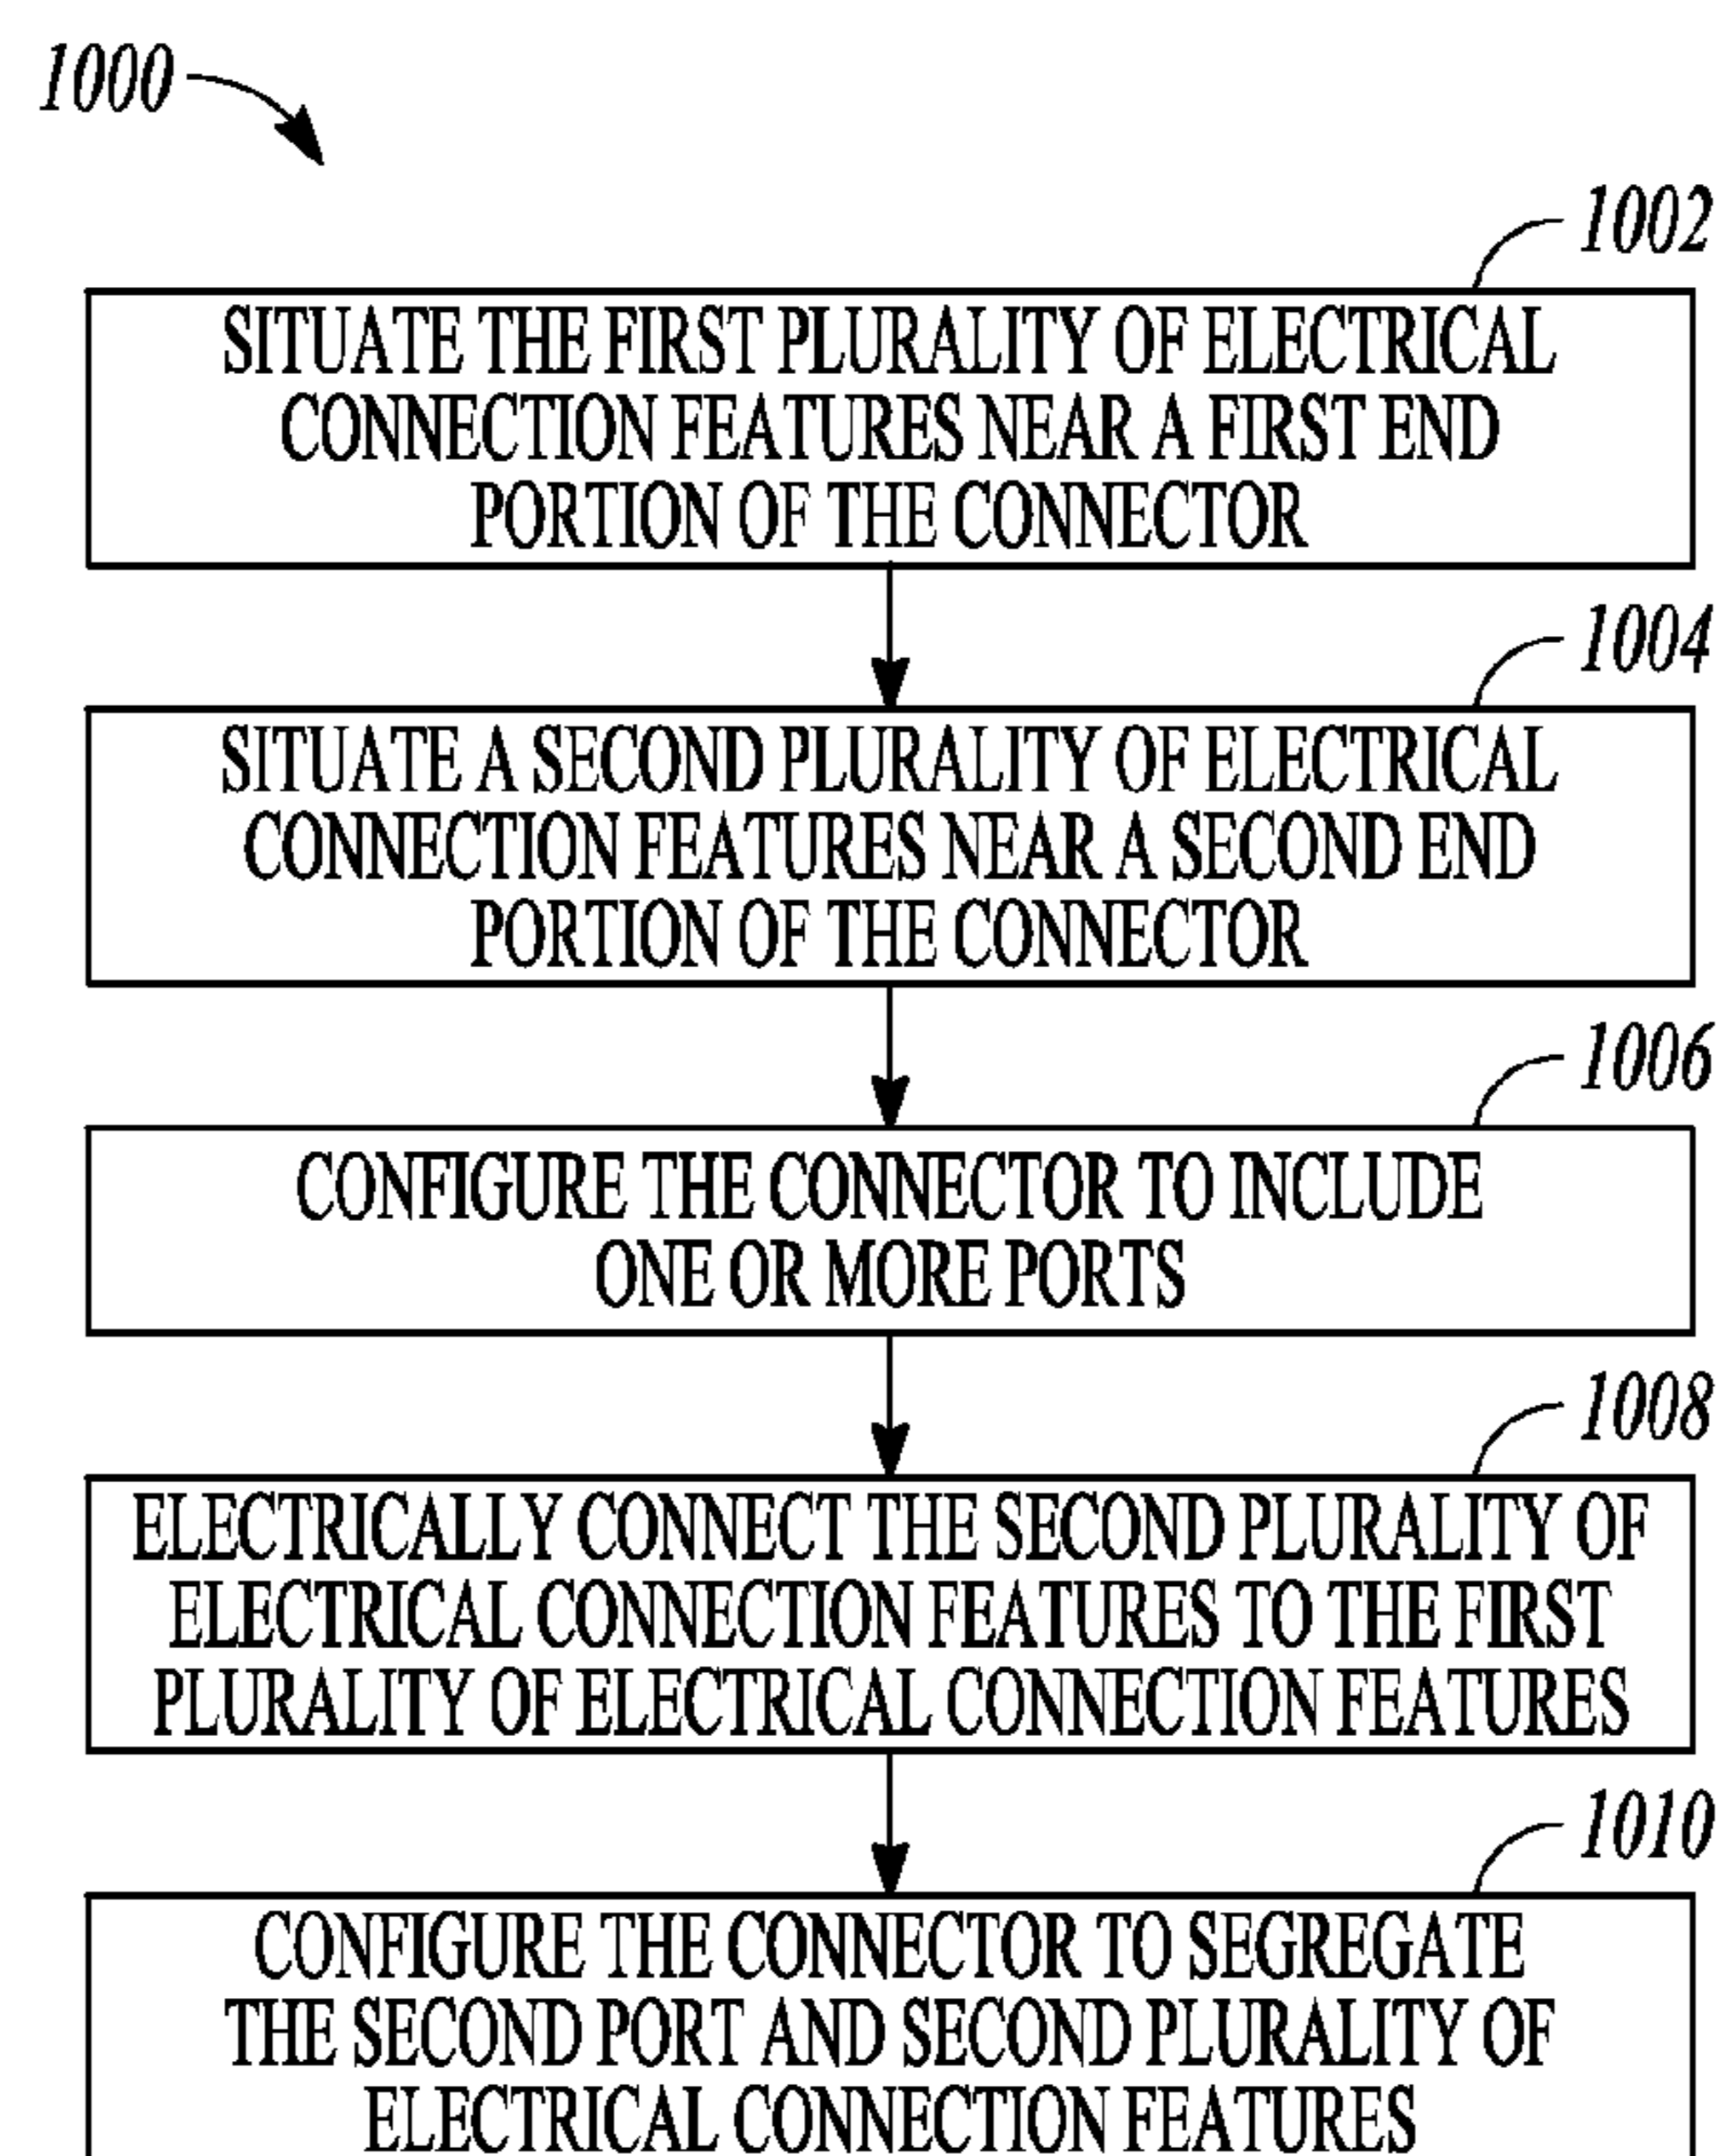 1000
1002
SITUATE THE FIRST PLURALITY OF ELECTRICAL
CONNECTION FEATURES NEAR A FIRST END
PORTION OF THE CONNECTOR
1004
SITUATE A SECOND PLURALITY OF ELECTRICAL
CONNECTION FEATURES NEAR A SECOND END
PORTION OF THE CONNECTOR
1006
CONFIGURE THE CONNECTOR TO INCLUDE
ONE OR MORE PORTS
1008
ELECTRICALLY CONNECT THE SECOND PLURALITY OF
ELECTRICAL CONNECTION FEATURES TO THE FIRST
PLURALITY OF ELECTRICAL CONNECTION FEATURES
1010
CONFIGURE THE CONNECTOR TO SEGREGATE
THE SECOND PORT AND SECOND PLURALITY OF
ELECTRICAL CONNECTION FEATURES